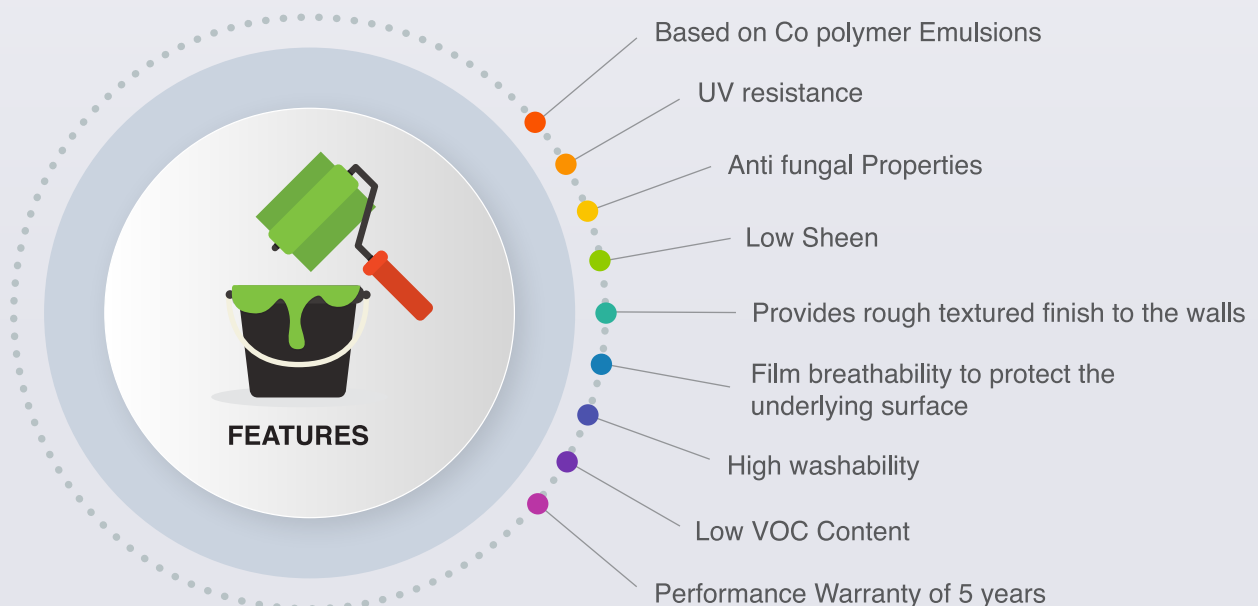 Based on Co polymer Emulsions
UV resistance
Anti fungal Properties
Low Sheen
Provides rough textured finish to the walls
Film breathability to protect the
underlying surface
High washability
Low VOC Content
Performance Warranty of 5 years
FEATURES